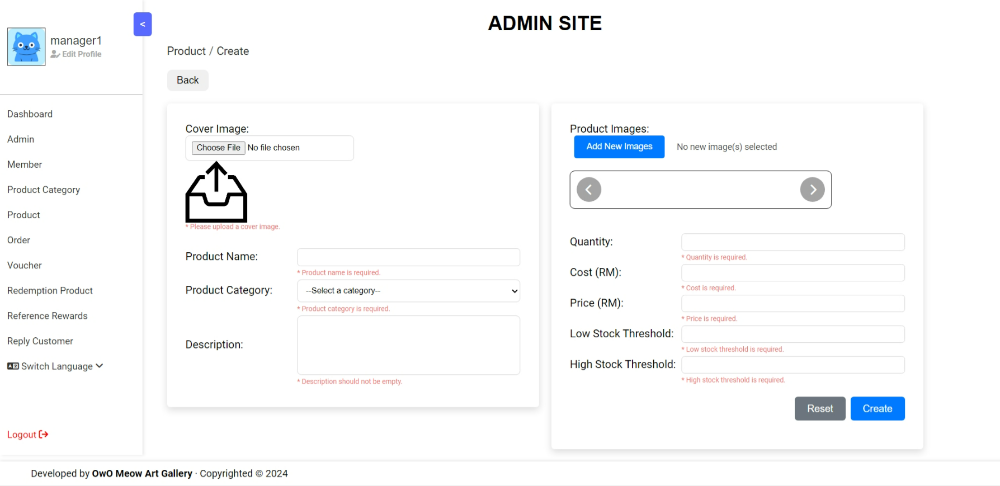 <
manager1
Edit Profile
Dashboard
Admin
Member
Product Category
Product
Order
Voucher
Redemption Product
Reference Rewards
Reply Customer
AZ Switch Language
Logout
ADMIN SITE
Product / Create
Back
Cover Image:
Choose File No file chosen
* Please upload a cover image.
Product Name:
* Product name is required.
Product Category:
--Select a category--
* Product category is required.
Description:
* Description should not be empty.
Product Images:
Add New Images No new image(s) selected
Quantity:
* Quantity is required.
Cost (RM):
* Cost is required.
Price (RM):
* Price is required.
Low Stock Threshold:
* Low stock threshold is required.
High Stock Threshold:
* High stock threshold is required.
Reset Create
Developed by OwO Meow Art Gallery · Copyrighted © 2024